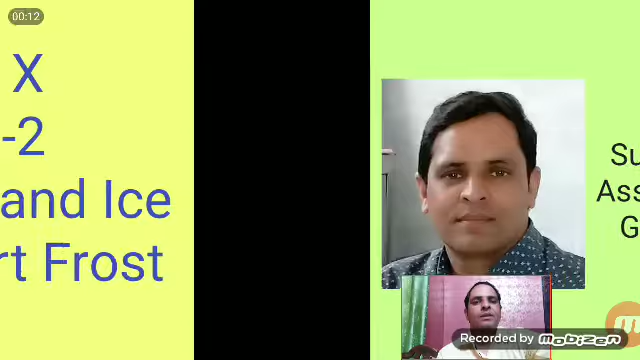 00:12
X
-2
and Ice
rt Frost
Su
Ass
G
Recorded by
mobizen